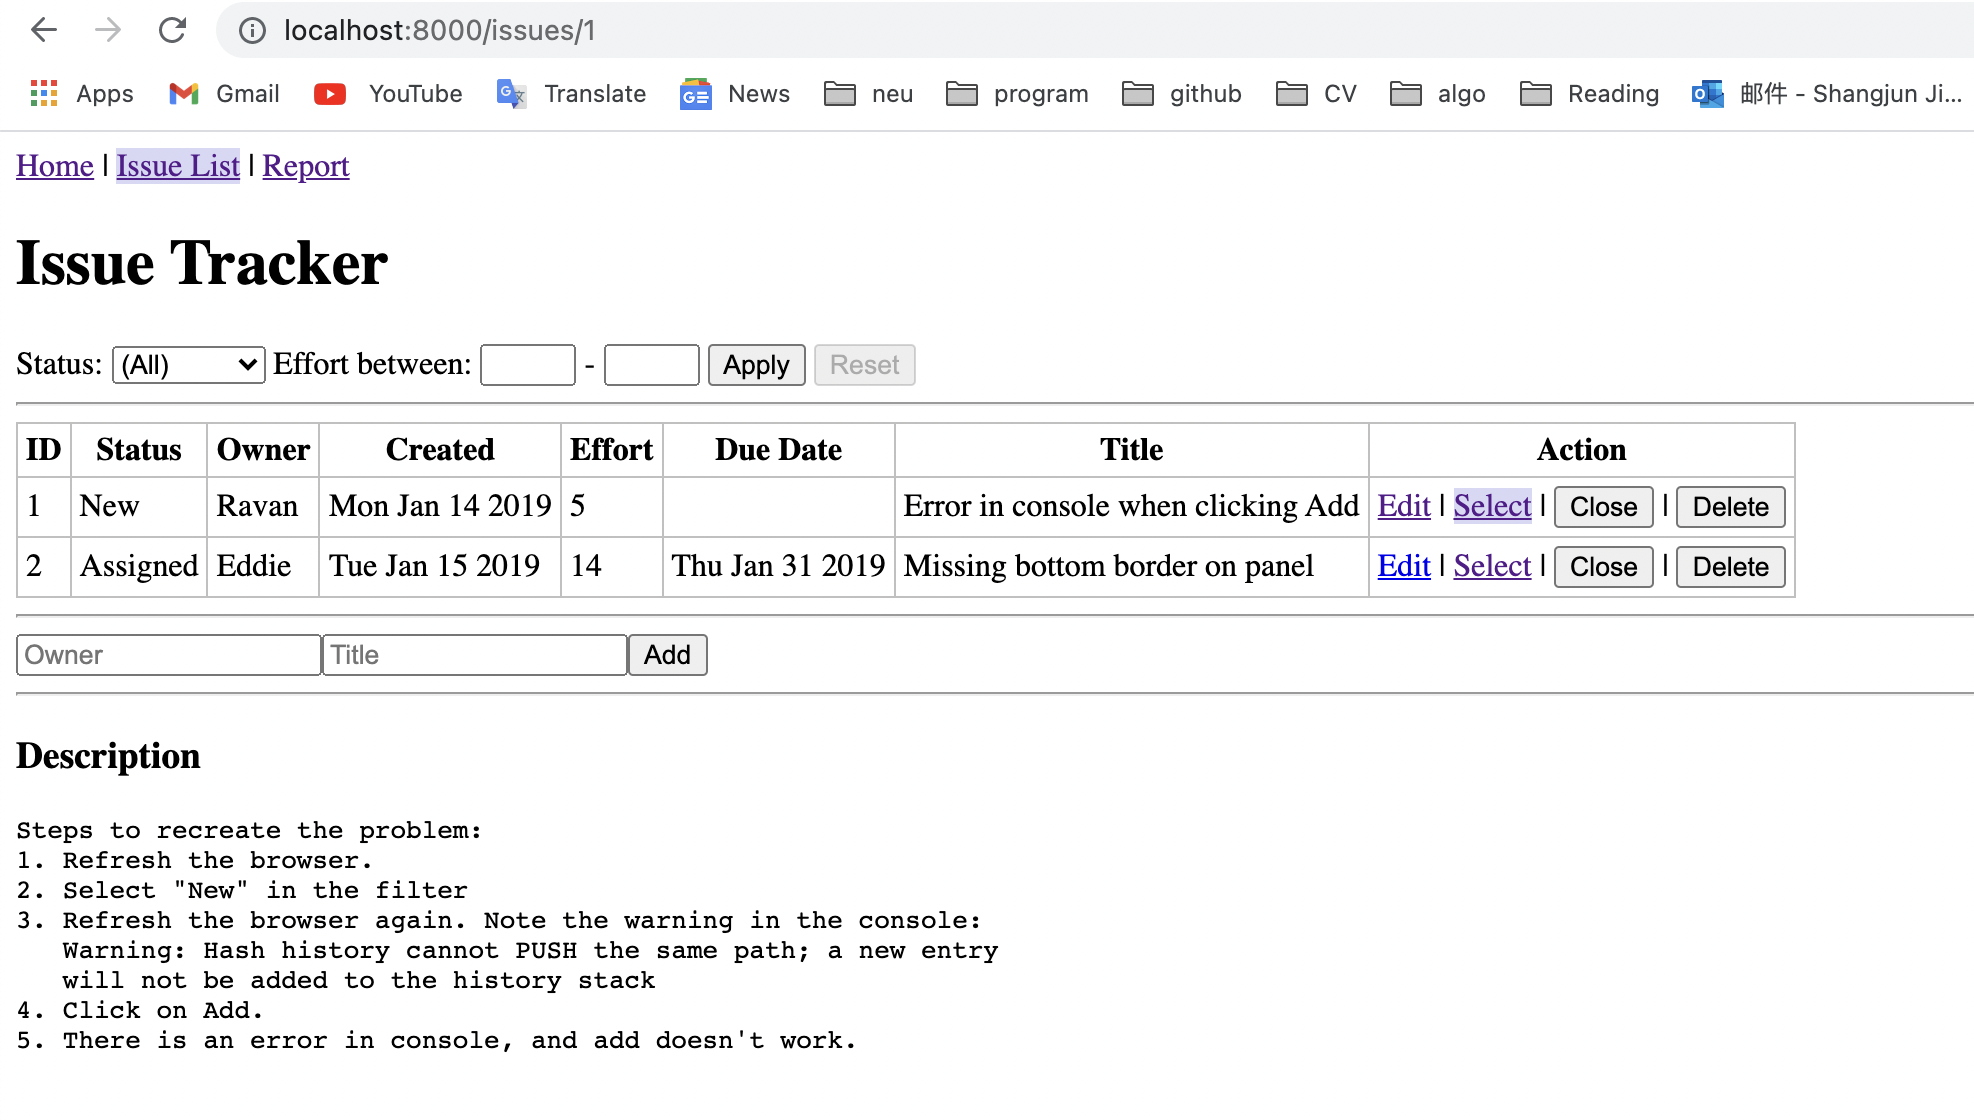 localhost:8000/issues/1
Apps Gmail YouTube Translate News neu program github CV algo Reading 邮件 - Shangjun Ji...
Home | Issue List | Report
Issue Tracker
Status: (All) Effort between: - Apply Reset
ID Status Owner Created Effort Due Date Title Action
1 New Ravan Mon Jan 14 2019 5 Error in console when clicking Add Edit | Select | Close | Delete
2 Assigned Eddie Tue Jan 15 2019 14 Thu Jan 31 2019 Missing bottom border on panel Edit | Select | Close | Delete
Owner Title Add
Description
Steps to recreate the problem:
1. Refresh the browser.
2. Select "New" in the filter
3. Refresh the browser again. Note the warning in the console:
Warning: Hash history cannot PUSH the same path; a new entry
will not be added to the history stack
4. Click on Add.
5. There is an error in console, and add doesn't work.